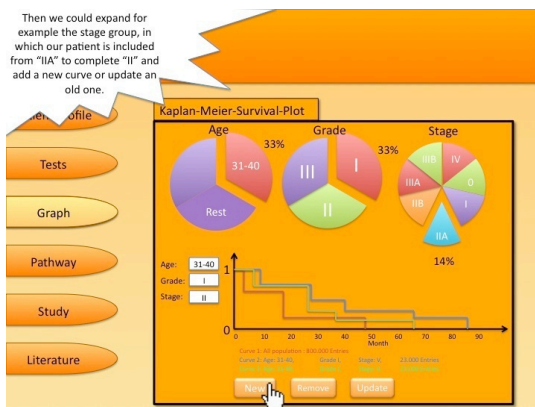 Then we could expand for
example the stage group, in
which our patient is included
from "IIA" to complete "II" and
add a new curve or update an
old one.
Kaplan-Meier-Survival-Plot
Tests
Graph
Pathway
Study
Literature
Age
Grade
Stage
33%
33%
31-40
Rest
III
I
II
IIIB
IV
IIIA
0
IIB
I
IIA
14%
Age: 31-40
Grade: I
Stage: II
1
0
0 10 20 30 40 50 60 70 80 90
Month
Curve 1: All population : 830.000 Entries
Curve 2: Age: 31-40, Grade I, Stage: II, 23.000 Entries
New
Remove
Update